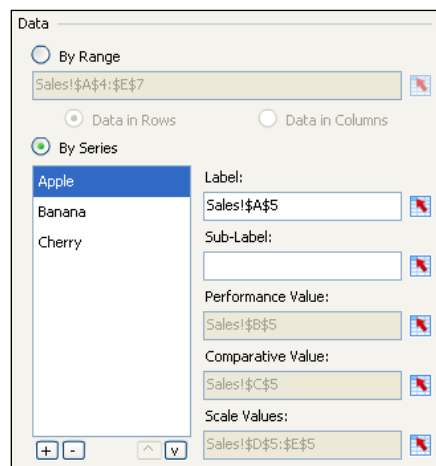 Data
By Range
Sales!$A$4:$E$7
Data in Rows Data in Columns
By Series
Apple
Banana
Cherry
+ - ^ v
Label:
Sales!$A$5
Sub-Label:
Performance Value:
Sales!$B$5
Comparative Value:
Sales!$C$5
Scale Values:
Sales!$D$5:$E$5